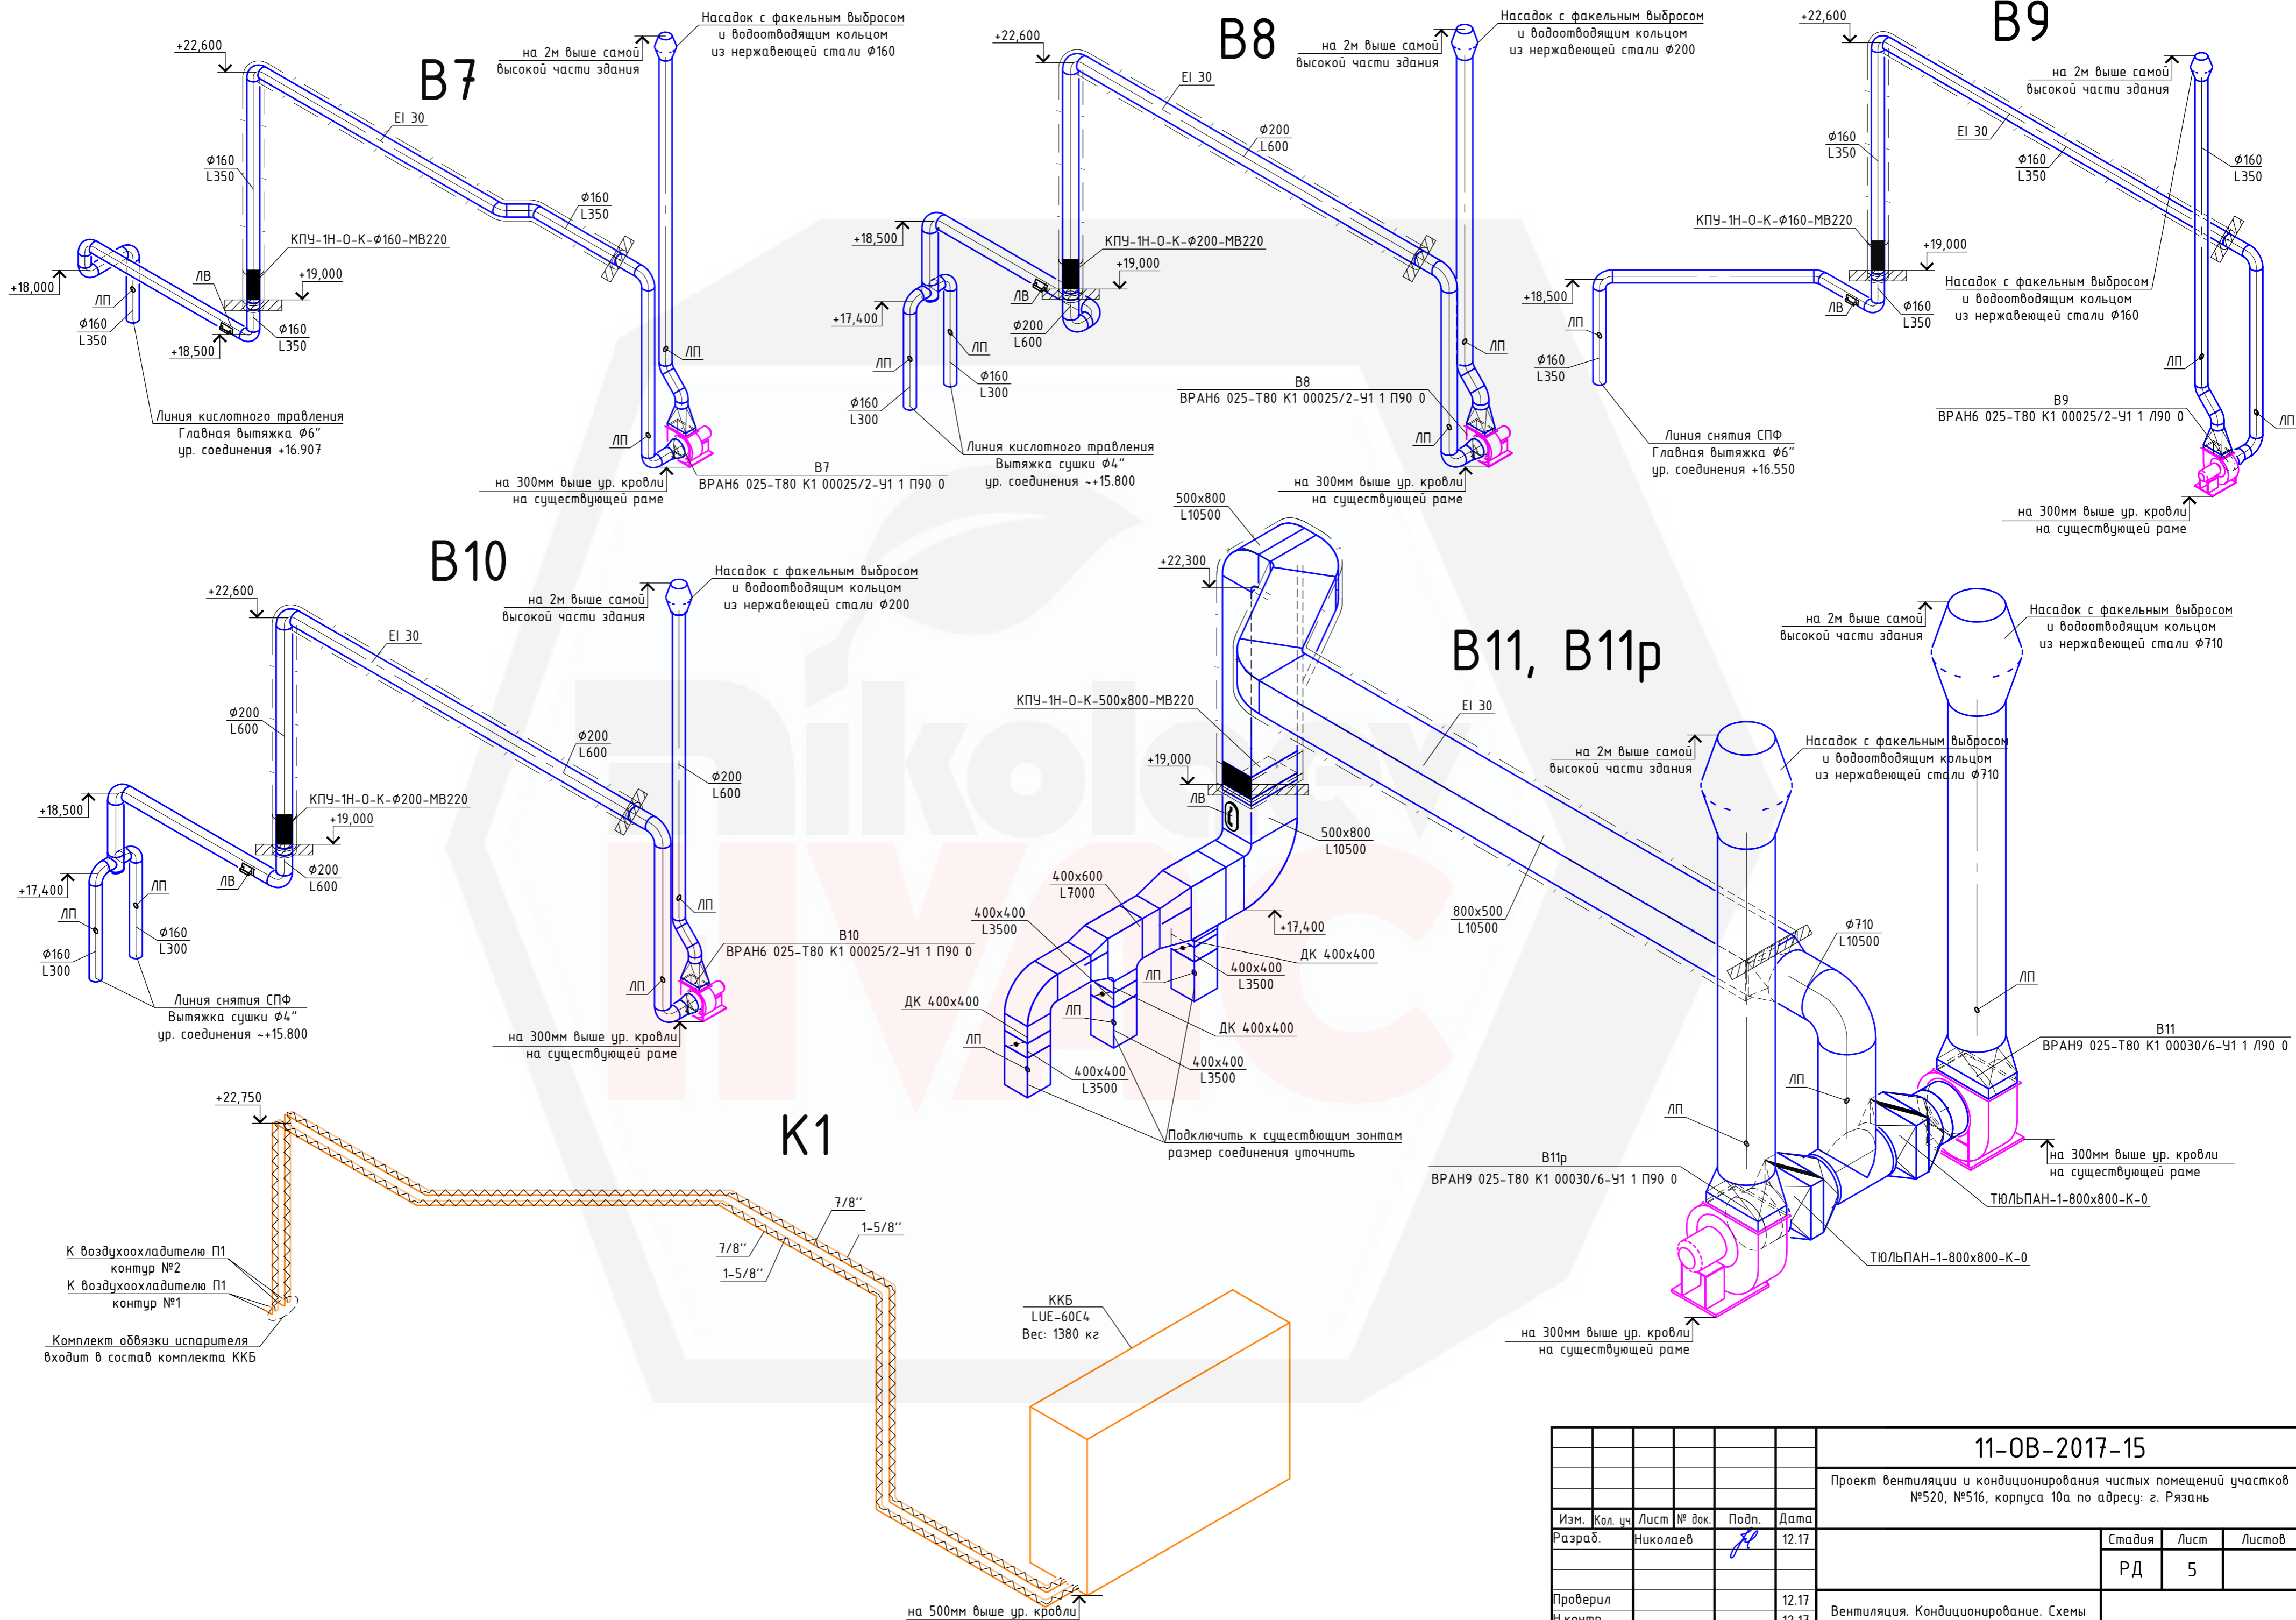 В7
+22,600
на 2м выше самой
высокой части здания
Насадок с факельным выбросом
и водоотводящим кольцом
из нержавеющей стали Ф160
EI 30
Ф160
L350
Ф160
L350
КПУ-1Н-О-К-Ф160-МВ220
+19,000
+18,000
ЛВ
ЛП
Ф160
L350
+18,500
Ф160
L350
ЛП
ЛП
Линия кислотного травления
Главная вытяжка Ф6"
ур. соединения +16.907
на 300мм выше ур. кровли
на существующей раме
В7
ВРАН6 025-Т80 К1 00025/2-У1 1 П90 0
В8
+22,600
на 2м выше самой
высокой части здания
Насадок с факельным выбросом
и водоотводящим кольцом
из нержавеющей стали Ф200
EI 30
Ф200
L600
+18,500
КПУ-1Н-О-К-Ф200-МВ220
+19,000
ЛВ
+17,400
Ф200
L600
ЛП
ЛП
Ф160
L300
Ф160
L300
ЛП
ЛП
Линия кислотного травления
Вытяжка сушки Ф4"
ур. соединения ~+15.800
В8
ВРАН6 025-Т80 К1 00025/2-У1 1 П90 0
на 300мм выше ур. кровли
на существующей раме
В9
+22,600
на 2м выше самой
высокой части здания
EI 30
Ф160
L350
Ф160
L350
Ф160
L350
КПУ-1Н-О-К-Ф160-МВ220
+19,000
+18,500
ЛВ
Ф160
L350
Насадок с факельным выбросом
и водоотводящим кольцом
из нержавеющей стали Ф160
ЛП
Ф160
L350
ЛП
ЛП
Линия снятия СПФ
Главная вытяжка Ф6"
ур. соединения +16.550
В9
ВРАН6 025-Т80 К1 00025/2-У1 1 Л90 0
на 300мм выше ур. кровли
на существующей раме
В10
+22,600
на 2м выше самой
высокой части здания
Насадок с факельным выбросом
и водоотводящим кольцом
из нержавеющей стали Ф200
EI 30
Ф200
L600
Ф200
L600
Ф200
L600
+18,500
КПУ-1Н-О-К-Ф200-МВ220
+19,000
ЛВ
Ф200
L600
+17,400
ЛП
ЛП
Ф160
L300
Ф160
L300
ЛП
ЛП
Линия снятия СПФ
Вытяжка сушки Ф4"
ур. соединения ~+15.800
В10
ВРАН6 025-Т80 К1 00025/2-У1 1 П90 0
на 300мм выше ур. кровли
на существующей раме
В11, В11р
500х800
L10500
+22,300
КПУ-1Н-О-К-500х800-МВ220
EI 30
+19,000
ЛВ
500х800
L10500
400х600
L7000
400х400
L3500
+17,400
800х500
L10500
ДК 400х400
400х400
L3500
ЛП
ДК 400х400
ЛП
ДК 400х400
ЛП
400х400
L3500
400х400
L3500
Подключить к существющим зонтам
размер соединения уточнить
на 2м выше самой
высокой части здания
Насадок с факельным выбросом
и водоотводящим кольцом
из нержавеющей стали Ф710
на 2м выше самой
высокой части здания
Насадок с факельным выбросом
и водоотводящим кольцом
из нержавеющей стали Ф710
Ф710
L10500
ЛП
ЛП
ЛП
В11
ВРАН9 025-Т80 К1 00030/6-У1 1 Л90 0
на 300мм выше ур. кровли
на существующей раме
В11р
ВРАН9 025-Т80 К1 00030/6-У1 1 П90 0
ТЮЛЬПАН-1-800х800-К-0
ТЮЛЬПАН-1-800х800-К-0
на 300мм выше ур. кровли
на существующей раме
К1
+22,750
7/8''
1-5/8''
7/8''
1-5/8''
К воздухоохладителю П1
контур №2
К воздухоохладителю П1
контур №1
Комплект обвязки испарителя
входит в состав комплекта ККБ
ККБ
LUE-60C4
Вес: 1380 кг
на 500мм выше ур. кровли
nikolaev
HVAC
11-ОВ-2017-15
Проект вентиляции и кондиционирования чистых помещений участков
№520, №516, корпуса 10а по адресу: г. Рязань
Изм. Кол. уч. Лист № док. Подп. Дата
Разраб. Николаев 12.17
Стадия Лист Листов
РД 5
Проверил 12.17
Н.контр. 12.17
Вентиляция. Кондиционирование. Схемы